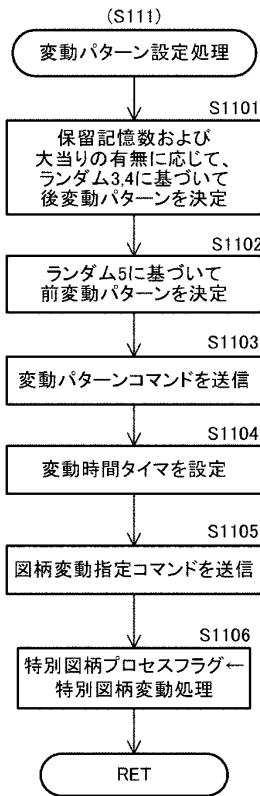 (S111)
変動パターン設定処理
S1101
保留記憶数および
大当りの有無に応じて、
ランダム3,4に基づいて
後変動パターンを決定
S1102
ランダム5に基づいて
前変動パターンを決定
S1103
変動パターンコマンドを送信
S1104
変動時間タイマを設定
S1105
図柄変動指定コマンドを送信
S1106
特別図柄プロセスフラグ←
特別図柄変動処理
RET